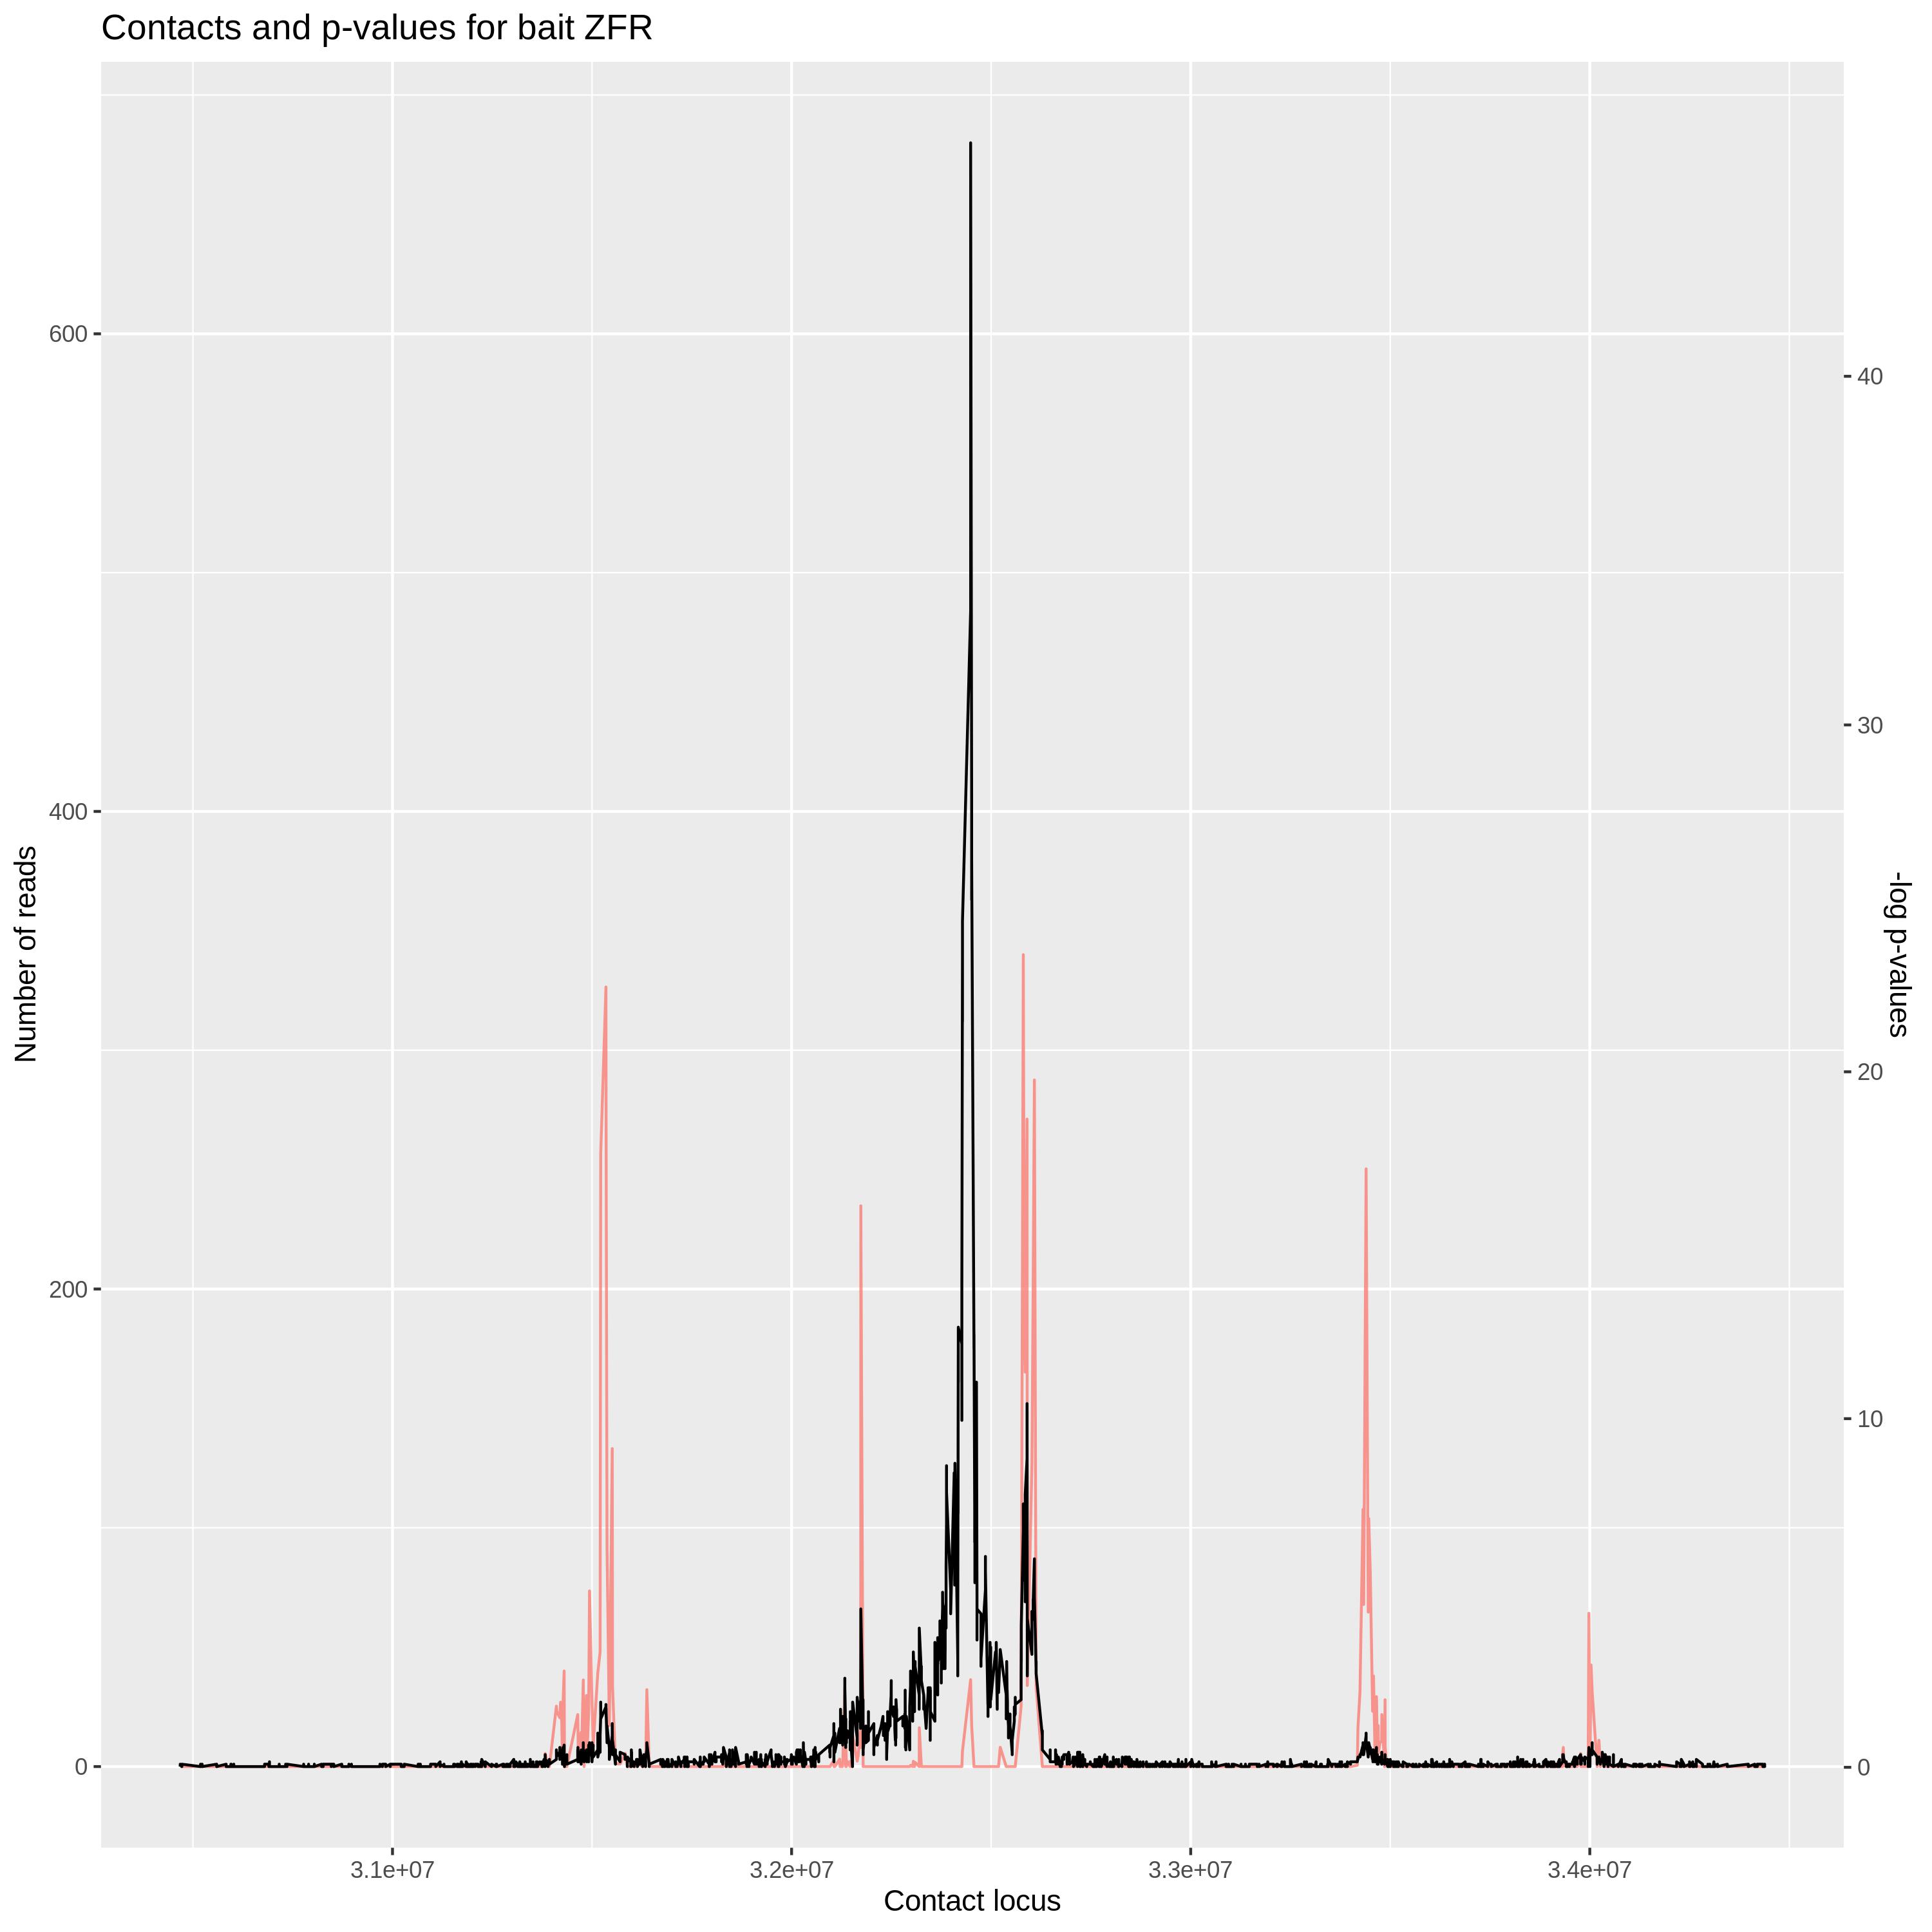 Contacts and p-values for bait ZFR
Number of reads
600
400
200
0
40
30
20
10
0
-log p-values
3.1e+07
3.2e+07
3.3e+07
3.4e+07
Contact locus